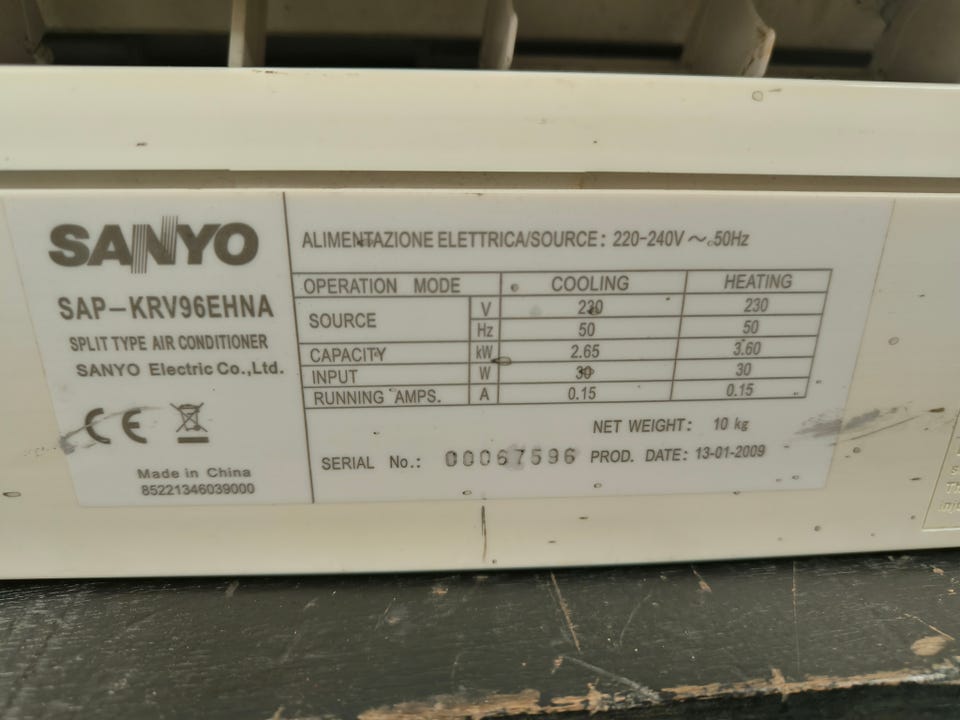 SANYO
SAP-KRV96EHNA
SPLIT TYPE AIR CONDITIONER
SANYO Electric Co.,Ltd.
CE
Made in China
85221346039000
ALIMENTAZIONE ELETTRICA/SOURCE: 220-240V ~ 50Hz
OPERATION MODE COOLING HEATING
SOURCE V 230 230
Hz 50 50
CAPACITY kW 2.65 3.60
INPUT W 30 30
RUNNING AMPS. A 0.15 0.15
NET WEIGHT: 10 kg
SERIAL No.: 00067596 PROD. DATE: 13-01-2009